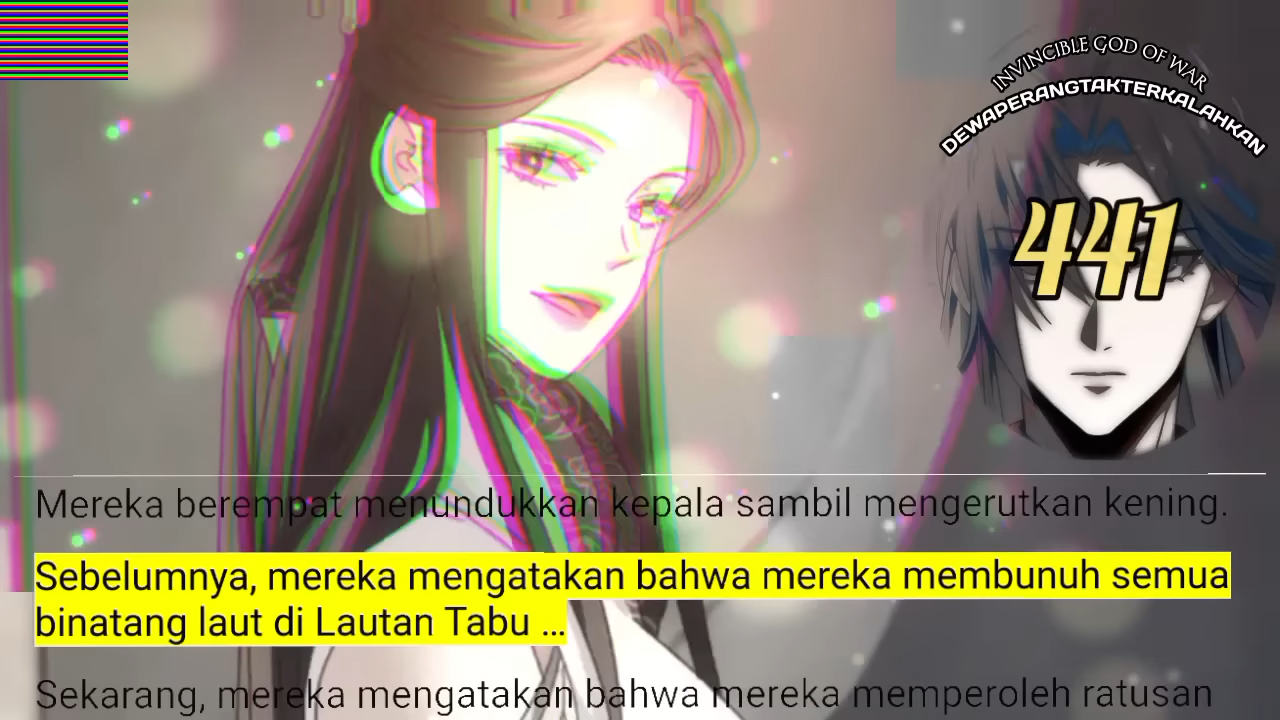 INVINCIBLE GOD OF WAR
DEWAPERANGTAKTERKALAHKAN
441
Mereka berempat menundukkan kepala sambil mengerutkan kening.
Sebelumnya, mereka mengatakan bahwa mereka membunuh semua
binatang laut di Lautan Tabu ...
Sekarang, mereka mengatakan bahwa mereka memperoleh ratusan